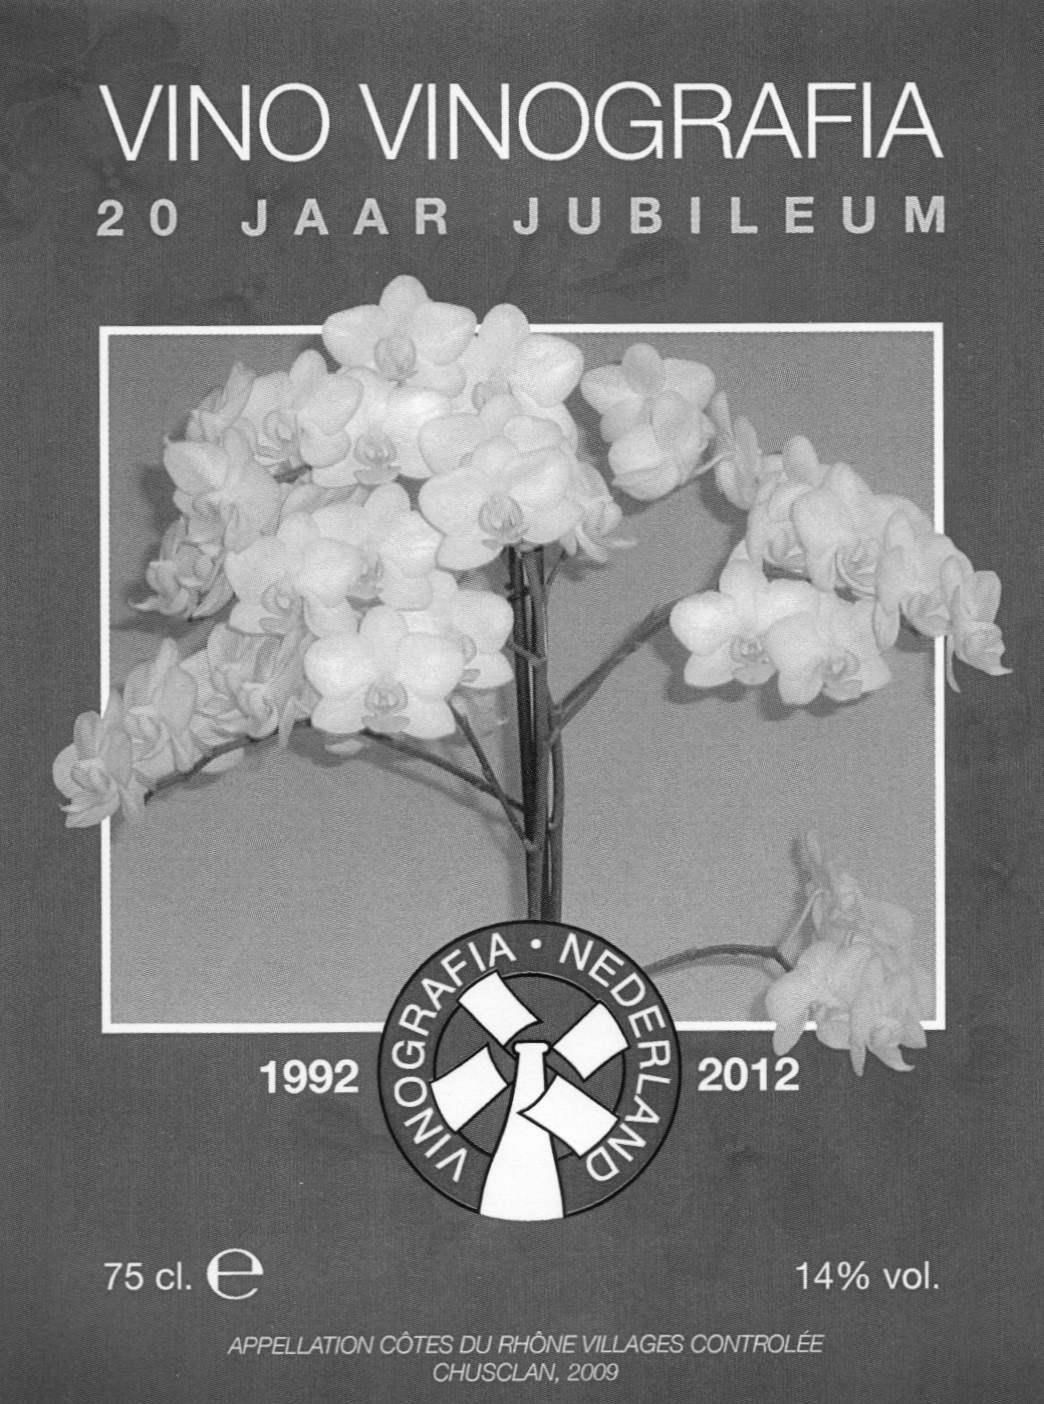 VINO VINOGRAFIA
20 JAAR JUBILEUM
VINOGRAFIA • NEDERLAND
1992
2012
75 cl. ℮
14% vol.
APPELLATION CÔTES DU RHÔNE VILLAGES CONTROLÉE
CHUSCLAN, 2009